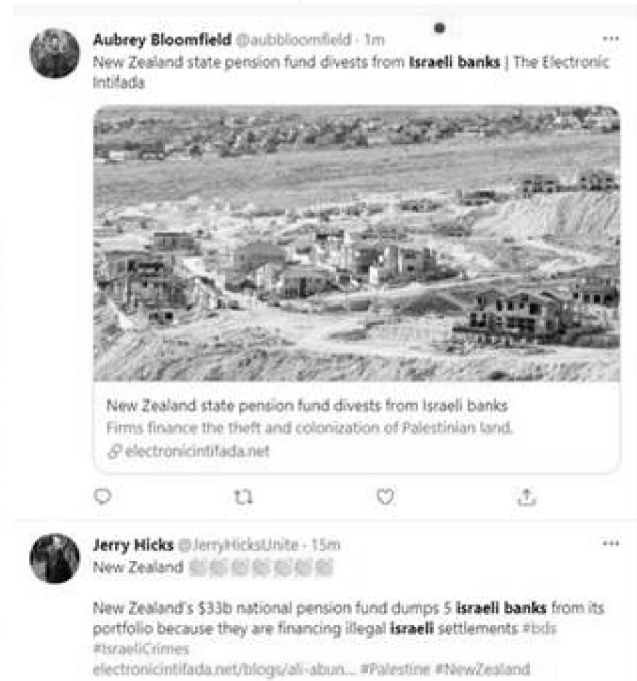 Aubrey Bloomfield @aubbloomfield · 1m
New Zealand state pension fund divests from Israeli banks | The Electronic
Intifada
New Zealand state pension fund divests from Israeli banks
Firms finance the theft and colonization of Palestinian land.
electronicintifada.net
Jerry Hicks @JerryHicksUnite · 15m
New Zealand
New Zealand's $33b national pension fund dumps 5 israeli banks from its
portfolio because they are financing illegal israeli settlements #bds
#IsraeliCrimes
electronicintifada.net/blogs/ali-abun... #Palestine #NewZealand